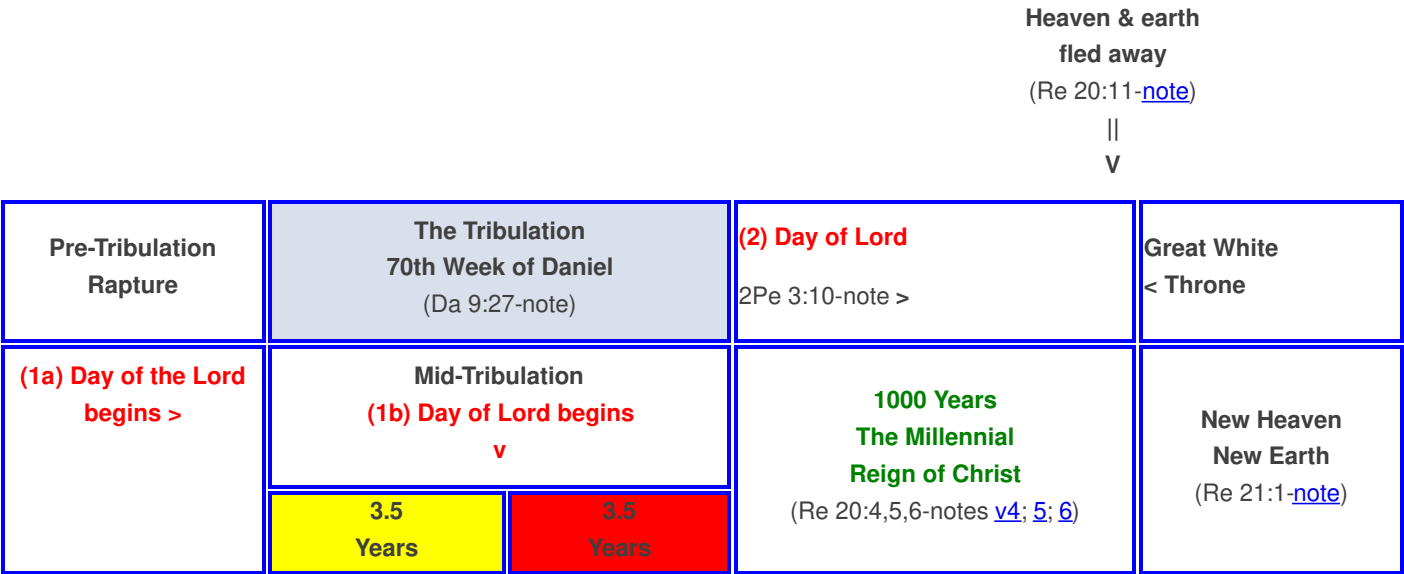 Heaven & earth
fled away
(Re 20:11-note)
||
V
Pre-Tribulation
Rapture
The Tribulation
70th Week of Daniel
(Da 9:27-note)
(2) Day of Lord
2Pe 3:10-note >
Great White
< Throne
(1a) Day of the Lord
begins >
Mid-Tribulation
(1b) Day of Lord begins
v
3.5
Years
3.5
Years
1000 Years
The Millennial
Reign of Christ
(Re 20:4,5,6-notes v4; 5; 6)
New Heaven
New Earth
(Re 21:1-note)